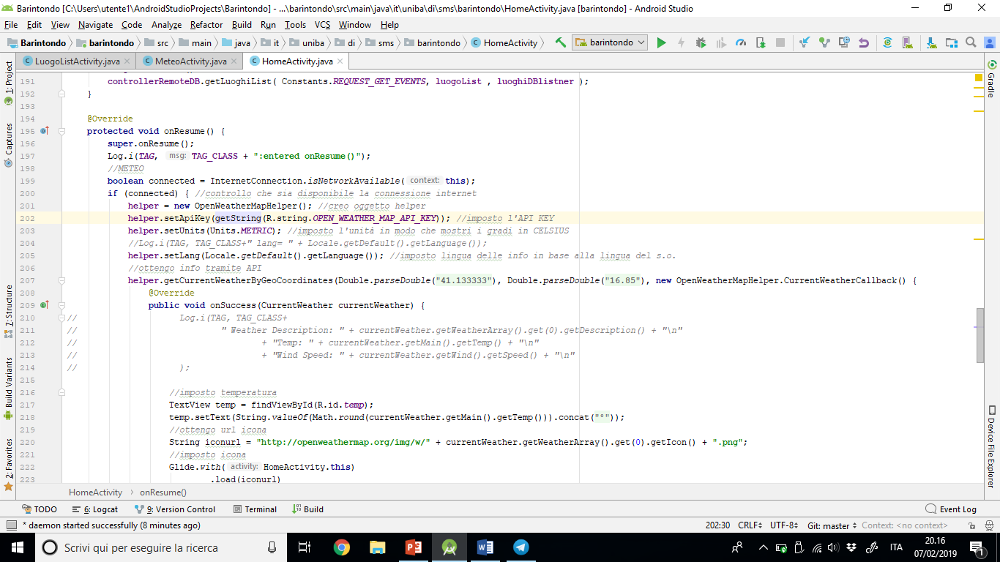 Barintondo [C:\Users\utente1\AndroidStudioProjects\Barintondo] - ...\barintondo\src\main\java\it\uniba\di\sms\barintondo\HomeActivity.java [barintondo] - Android Studio
File Edit View Navigate Code Analyze Refactor Build Run Tools VCS Window Help
Barintondo barintondo src main java it uniba di sms barintondo HomeActivity barintondo
LuogoListActivity.java MeteoActivity.java HomeActivity.java
1: Project
Captures
7: Structure
Build Variants
2: Favorites
Gradle
Device File Explorer
191 controllerRemoteDB.getLuoghiList( Constants.REQUEST_GET_EVENTS, luogoList , luoghiDBlistner );
192 }
193
194 @Override
195 protected void onResume() {
196 super.onResume();
197 Log.i(TAG, msg: TAG_CLASS + ":entered onResume()");
198 //METEO
199 boolean connected = InternetConnection.isNetworkAvailable( context: this);
200 if (connected) { //controllo che sia disponibile la connessione internet
201 helper = new OpenWeatherMapHelper(); //creo oggetto helper
202 helper.setApiKey(getString(R.string.OPEN_WEATHER_MAP_API_KEY)); //imposto l'API KEY
203 helper.setUnits(Units.METRIC); //imposto l'unità in modo che mostri i gradi in CELSIUS
204 //Log.i(TAG, TAG_CLASS+" lang= " + Locale.getDefault().getLanguage());
205 helper.setLang(Locale.getDefault().getLanguage()); //imposto lingua delle info in base alla lingua del s.o.
206 //ottengo info tramite API
207 helper.getCurrentWeatherByGeoCoordinates(Double.parseDouble("41.133333"), Double.parseDouble("16.85"), new OpenWeatherMapHelper.CurrentWeatherCallback() {
208 @Override
209 public void onSuccess(CurrentWeather currentWeather) {
210 // Log.i(TAG, TAG_CLASS+
211 // " Weather Description: " + currentWeather.getWeatherArray().get(0).getDescription() + "\n"
212 // + "Temp: " + currentWeather.getMain().getTemp() + "\n"
213 // + "Wind Speed: " + currentWeather.getWind().getSpeed() + "\n"
214 // );
215
216 //imposto temperatura
217 TextView temp = findViewById(R.id.temp);
218 temp.setText(String.valueOf(Math.round(currentWeather.getMain().getTemp())).concat("°"));
219 //ottengo url icona
220 String iconurl = "http://openweathermap.org/img/w/" + currentWeather.getWeatherArray().get(0).getIcon() + ".png";
221 //imposto icona
222 Glide.with( activity: HomeActivity.this)
223 .load(iconurl)
HomeActivity onResume()
TODO 6: Logcat 9: Version Control Terminal Build Event Log
* daemon started successfully (8 minutes ago) 202:30 CRLF UTF-8 Git: master Context: <no context>
Scrivi qui per eseguire la ricerca
ITA
20.16
07/02/2019
1